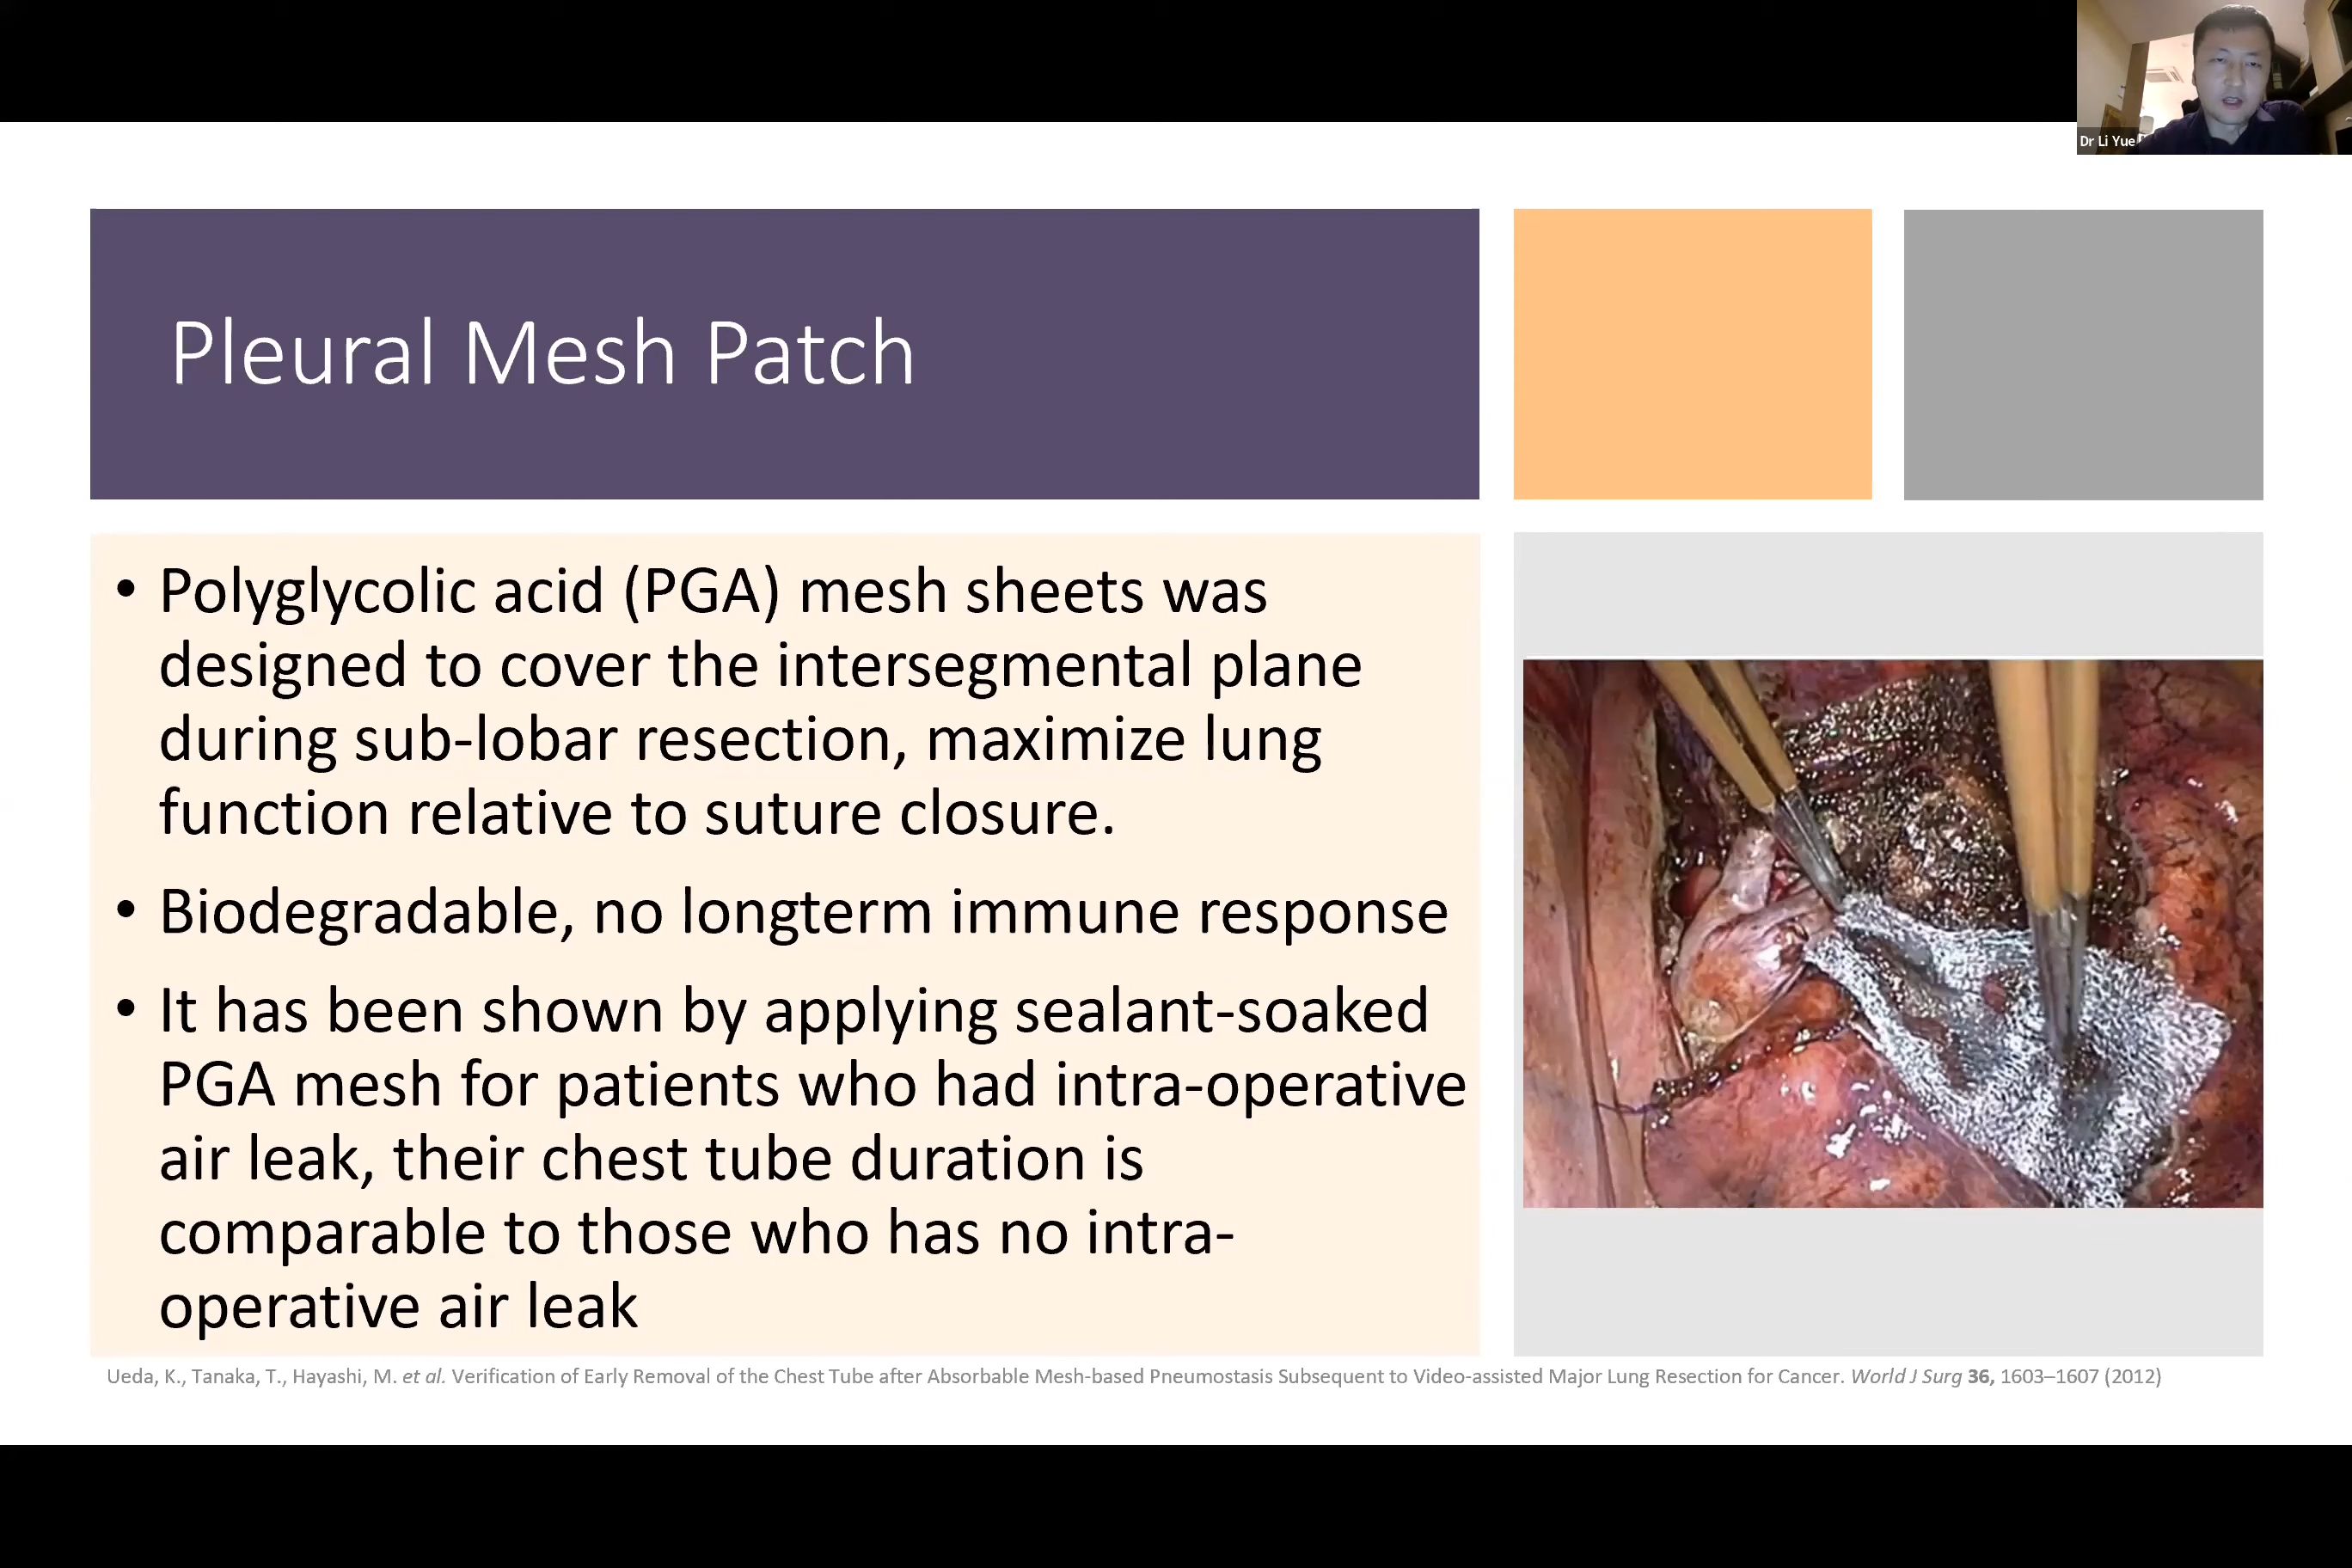 Dr Li Yue
Pleural Mesh Patch
• Polyglycolic acid (PGA) mesh sheets was
designed to cover the intersegmental plane
during sub-lobar resection, maximize lung
function relative to suture closure.
• Biodegradable, no longterm immune response
• It has been shown by applying sealant-soaked
PGA mesh for patients who had intra-operative
air leak, their chest tube duration is
comparable to those who has no intra-
operative air leak
Ueda, K., Tanaka, T., Hayashi, M. et al. Verification of Early Removal of the Chest Tube after Absorbable Mesh-based Pneumostasis Subsequent to Video-assisted Major Lung Resection for Cancer. World J Surg 36, 1603–1607 (2012)